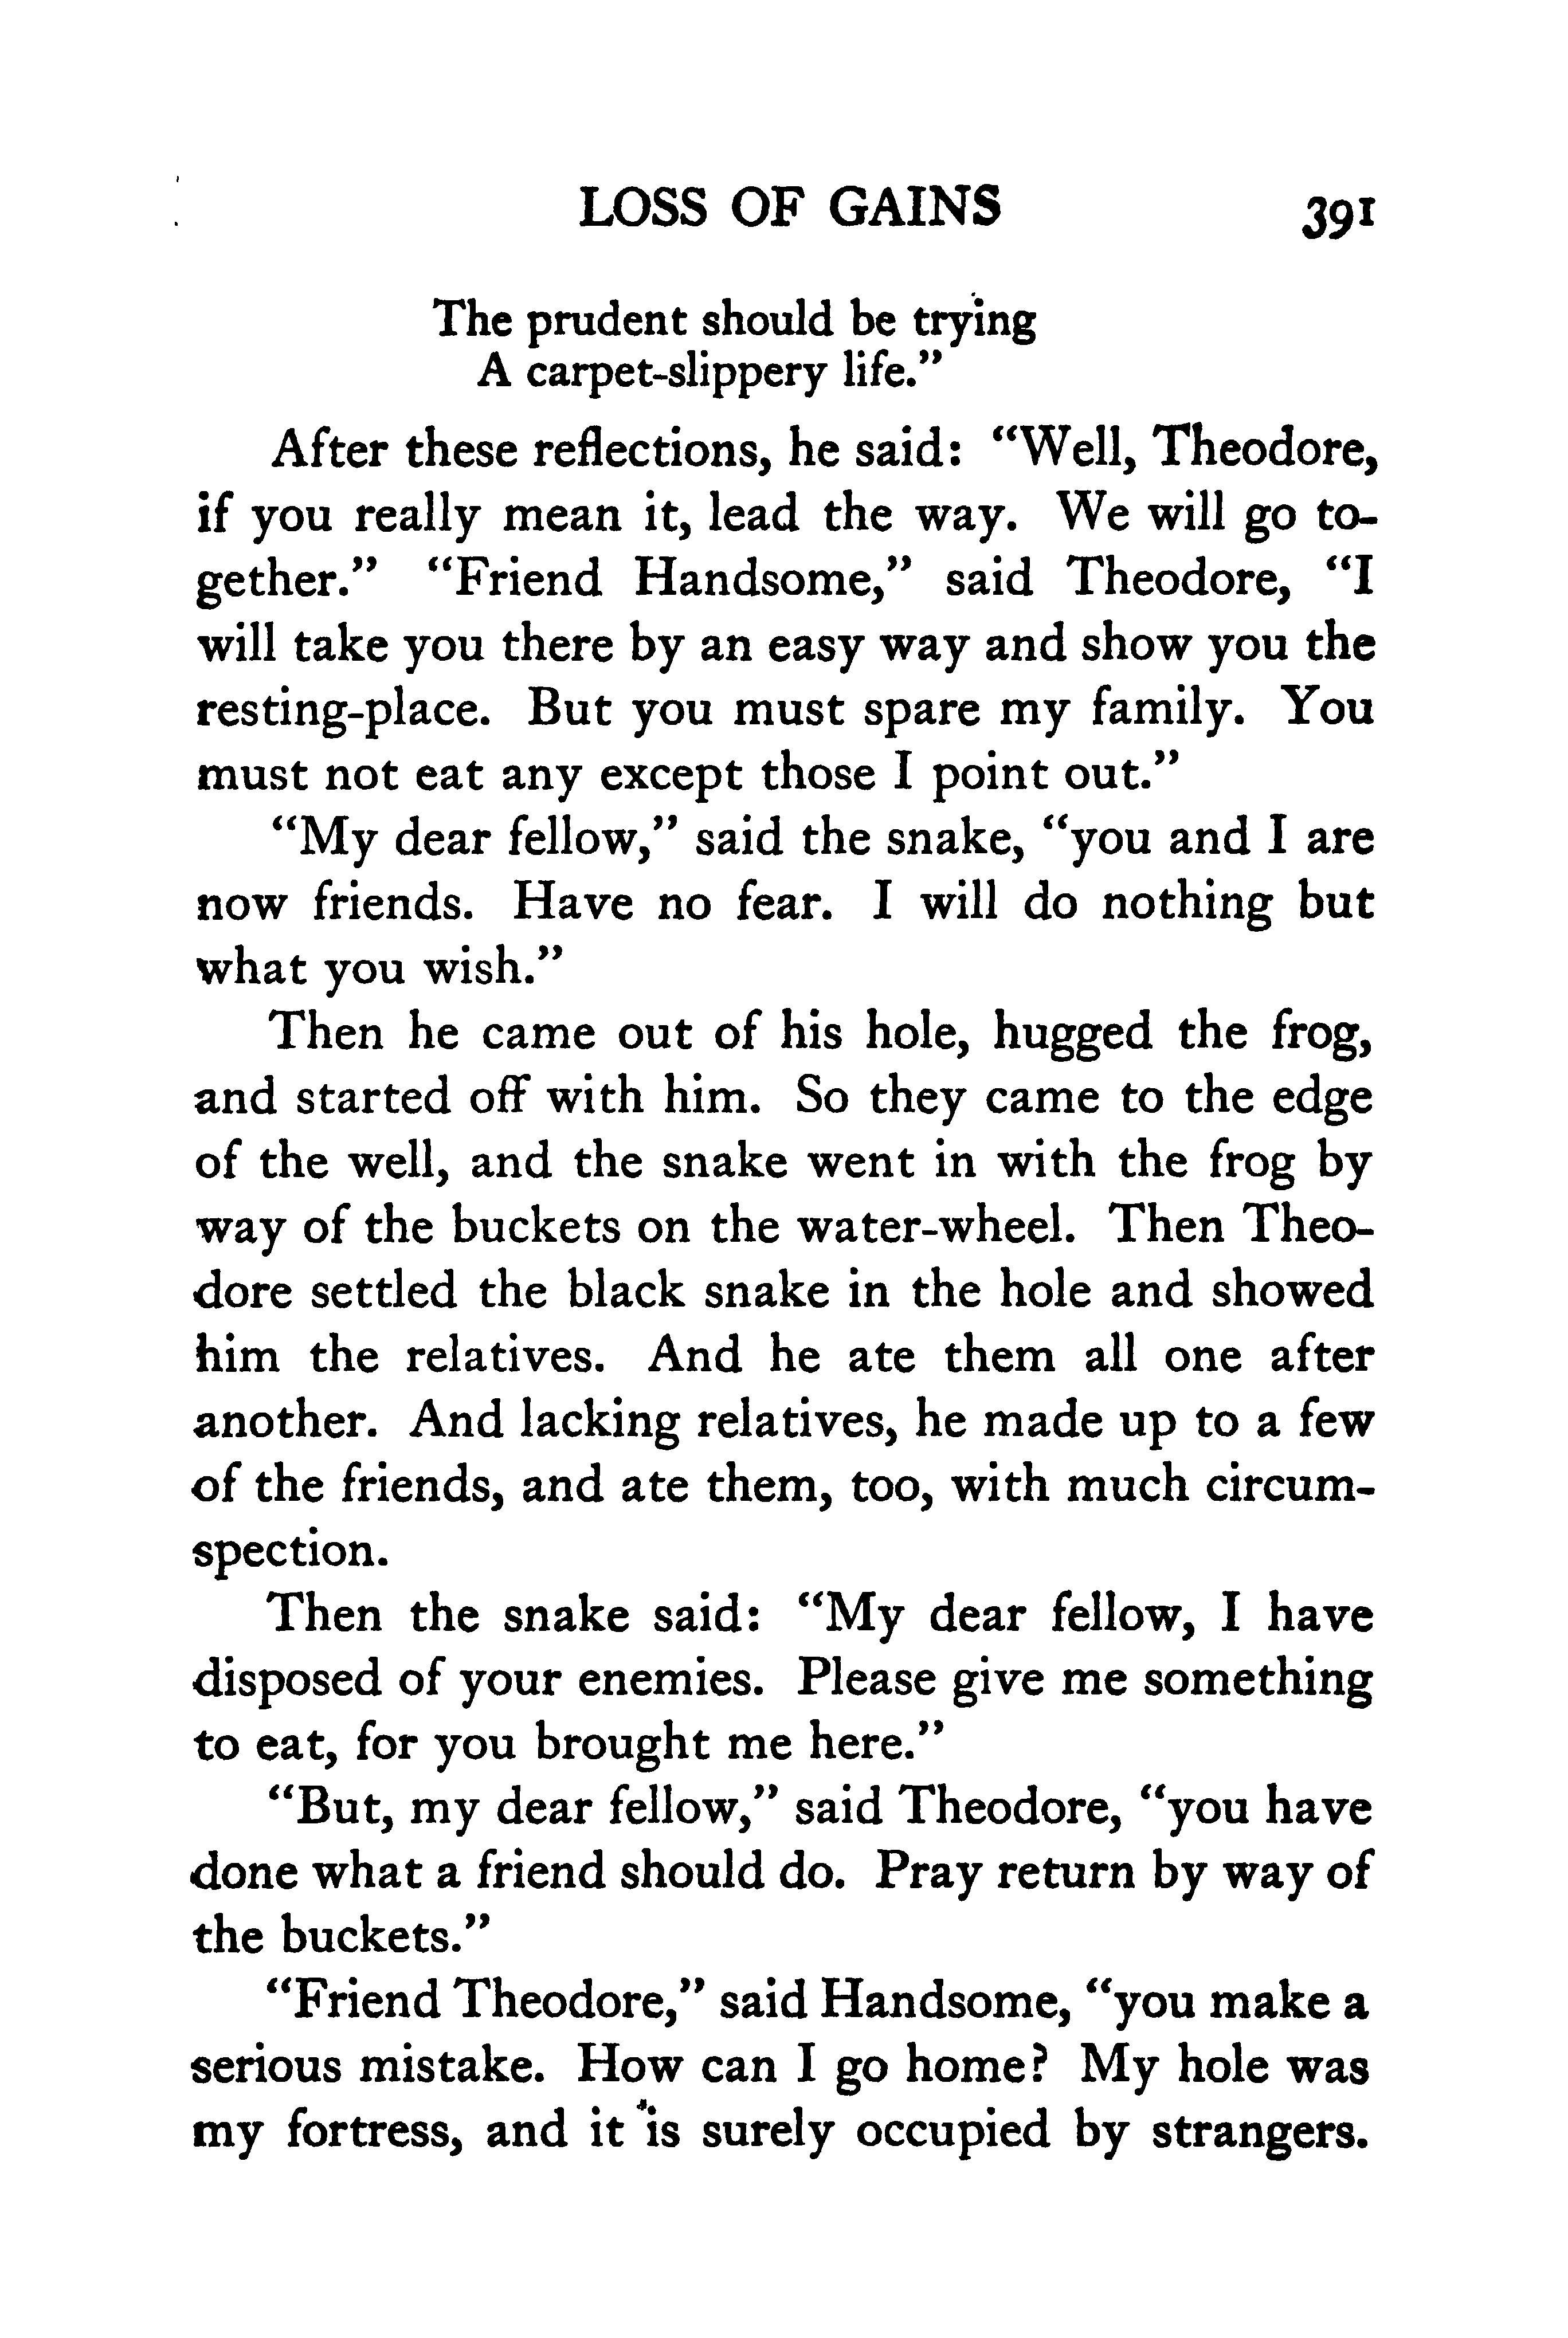 LOSS OF GAINS 391
The prudent should be trying
A carpet-slippery life.”
After these reflections, he said: “Well, Theodore,
if you really mean it, lead the way. We will go to-
gether.” “Friend Handsome,” said Theodore, “I
will take you there by an easy way and show you the
resting-place. But you must spare my family. You
must not eat any except those I point out.”
“My dear fellow,” said the snake, “you and I are
now friends. Have no fear. I will do nothing but
what you wish.”
Then he came out of his hole, hugged the frog,
and started off with him. So they came to the edge
of the well, and the snake went in with the frog by
way of the buckets on the water-wheel. Then Theo-
dore settled the black snake in the hole and showed
him the relatives. And he ate them all one after
another. And lacking relatives, he made up to a few
of the friends, and ate them, too, with much circum-
spection.
Then the snake said: “My dear fellow, I have
disposed of your enemies. Please give me something
to eat, for you brought me here.”
“But, my dear fellow,” said Theodore, “you have
done what a friend should do. Pray return by way of
the buckets.”
“Friend Theodore,” said Handsome, “you make a
serious mistake. How can I go home? My hole was
my fortress, and it is surely occupied by strangers.